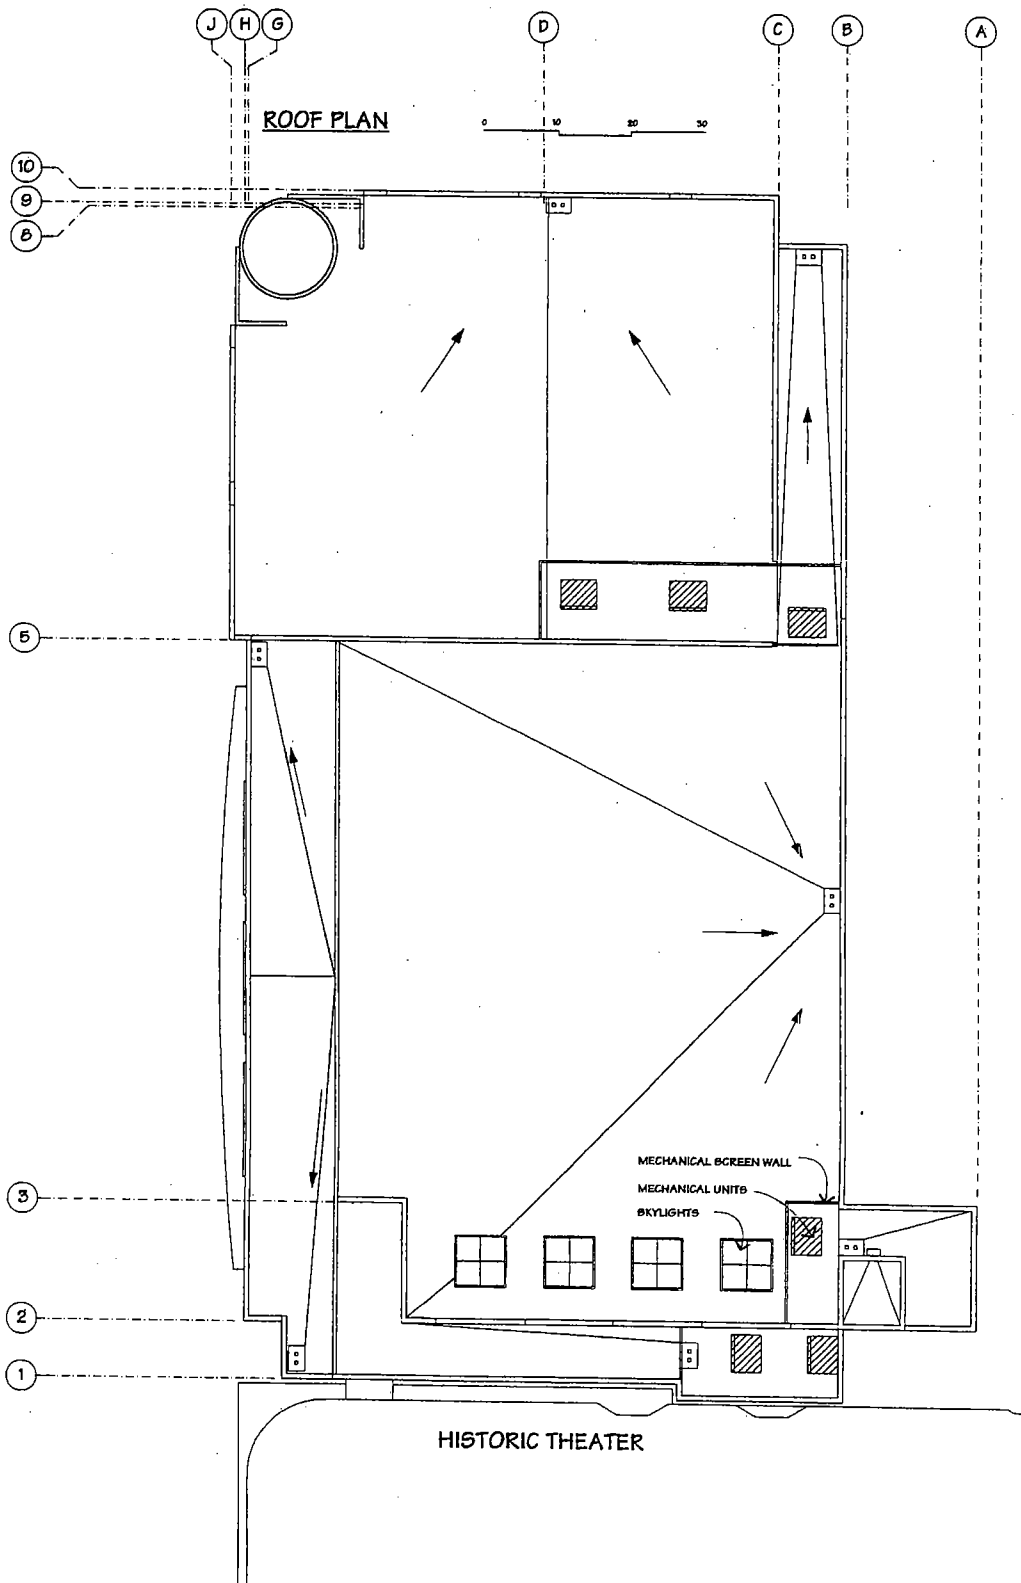 J H G D C B A
ROOF PLAN
0 10 20 30
10
9
8
5
3
MECHANICAL SCREEN WALL
MECHANICAL UNITS
SKYLIGHTS
2
1
HISTORIC THEATER